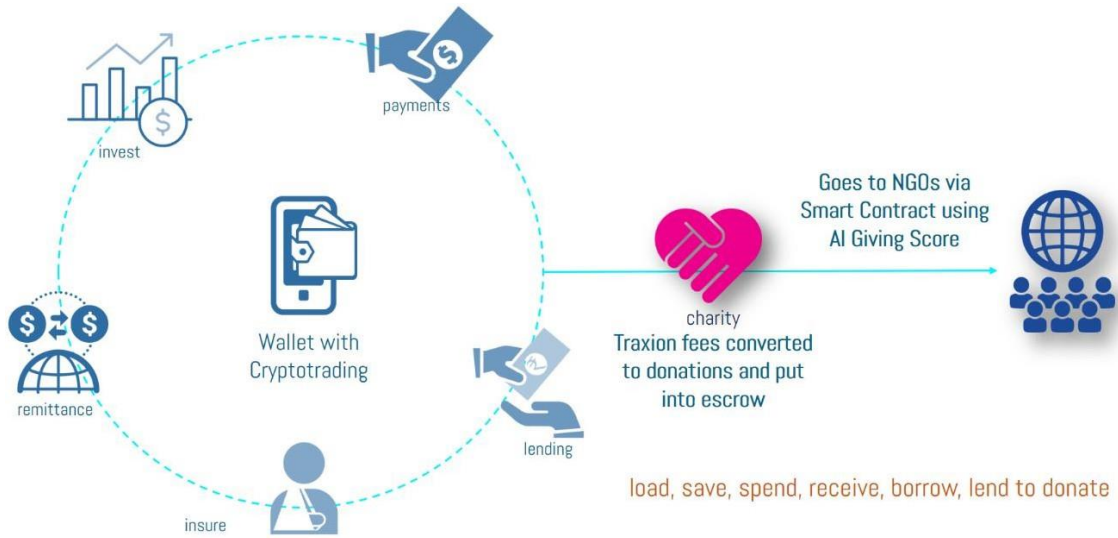 payments
invest
Goes to NGOs via
Smart Contract using
AI Giving Score
$
$
$ $
Wallet with
Cryptotrading
charity
Traxion fees converted
to donations and put
into escrow
remittance
lending
load, save, spend, receive, borrow, lend to donate
insure